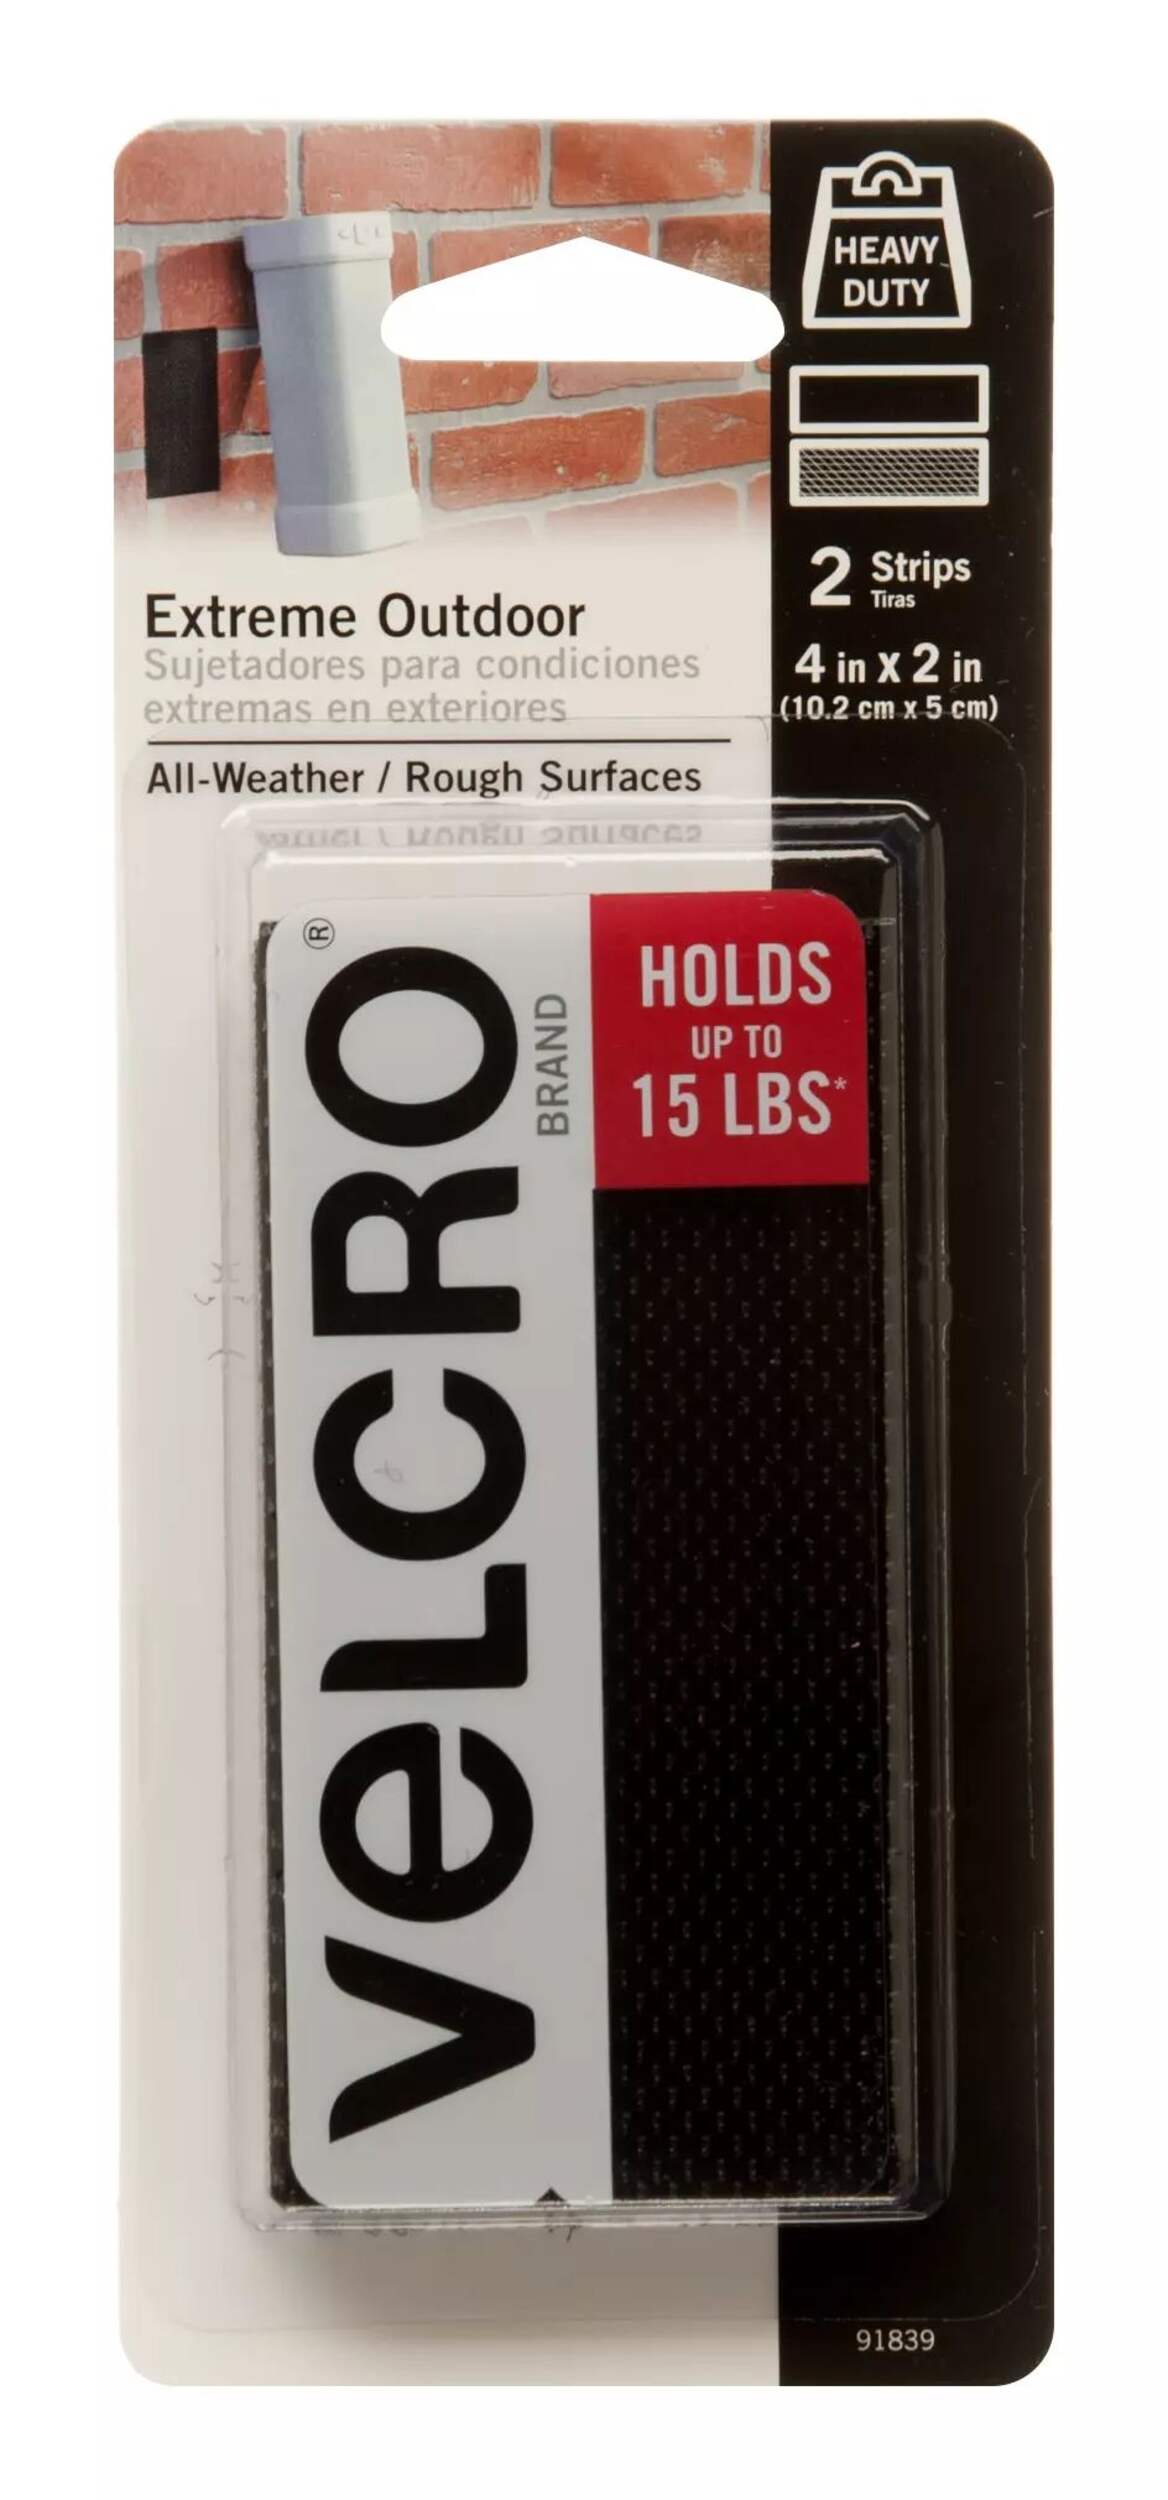 HEAVY
DUTY
2 Strips
Tiras
4 in X 2 in
(10.2 cm x 5 cm)
Extreme Outdoor
Sujetadores para condiciones
extremas en exteriores
All-Weather / Rough Surfaces
VELCRO®
BRAND
HOLDS
UP TO
15 LBS*
91839